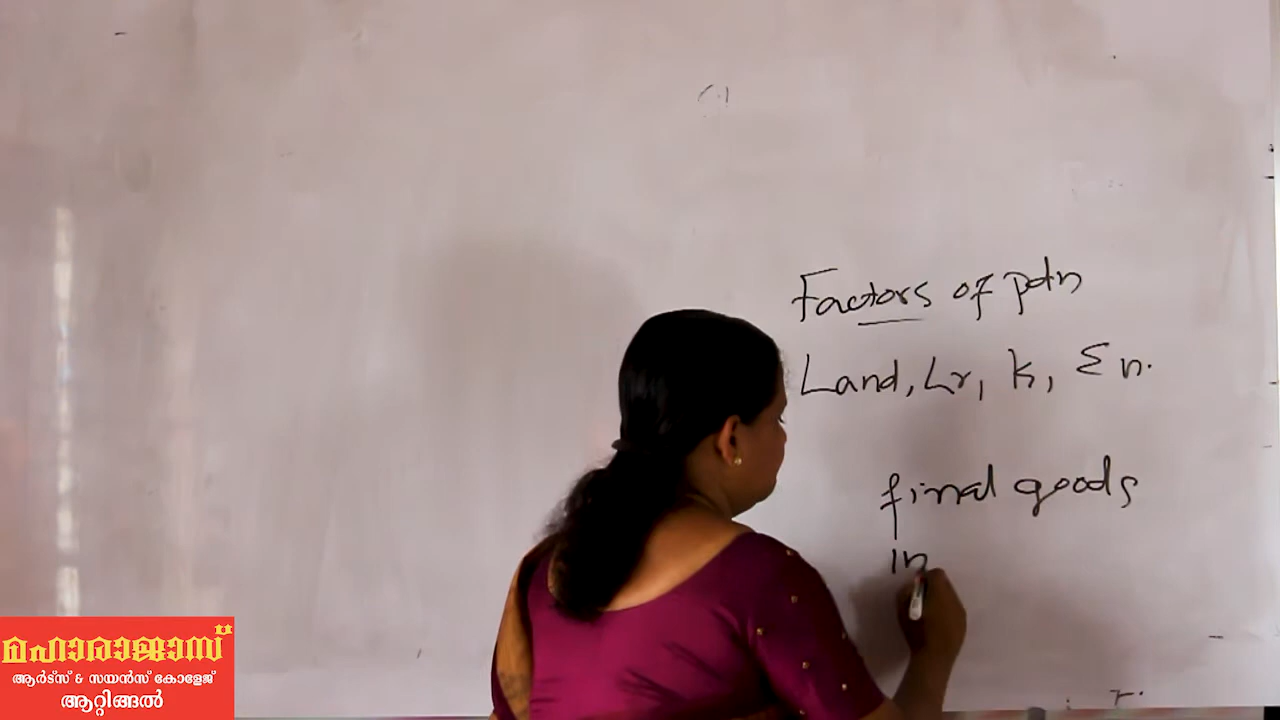 Factors of pdn
Land, Lr, K, En.
final goods
in
മഹാരാജാസ്
ആർട്സ് & സയൻസ് കോളേജ്
ആറ്റിങ്ങൽ